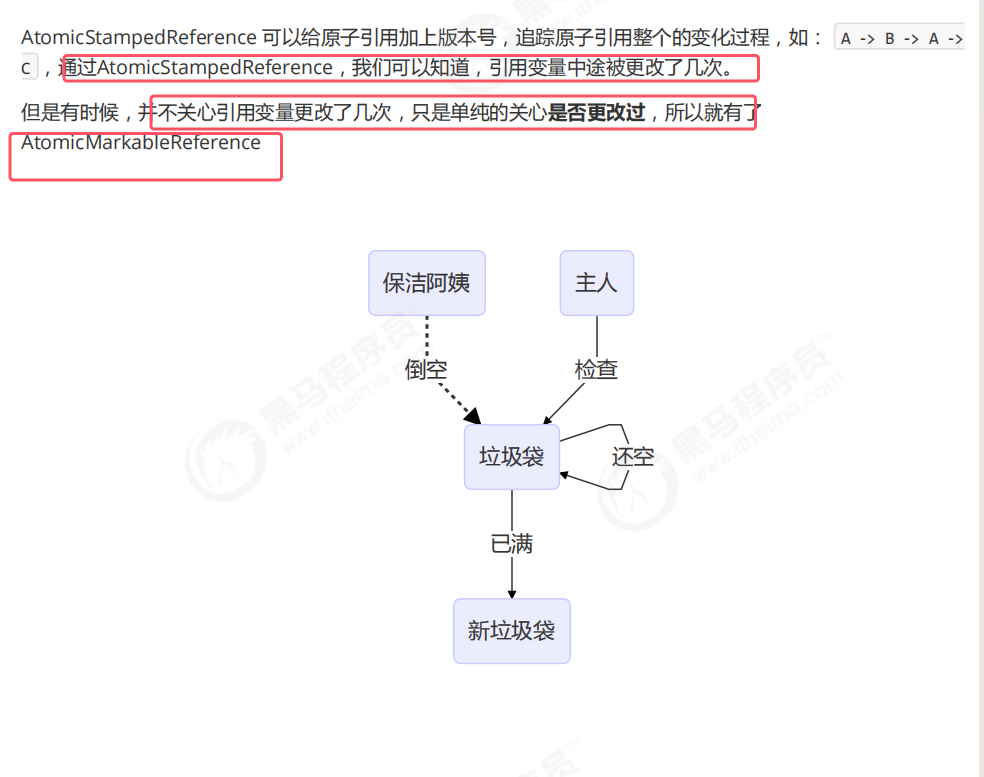 AtomicStampedReference 可以给原子引用加上版本号，追踪原子引用整个的变化过程，如： A -> B -> A ->
C ，通过AtomicStampedReference，我们可以知道，引用变量中途被更改了几次。
但是有时候，并不关心引用变量更改了几次，只是单纯的关心是否更改过，所以就有了
AtomicMarkableReference
保洁阿姨
主人
倒空
检查
垃圾袋
还空
已满
新垃圾袋
黑马程序员
www.itheima.com
黑马程序员
www.itheima.com